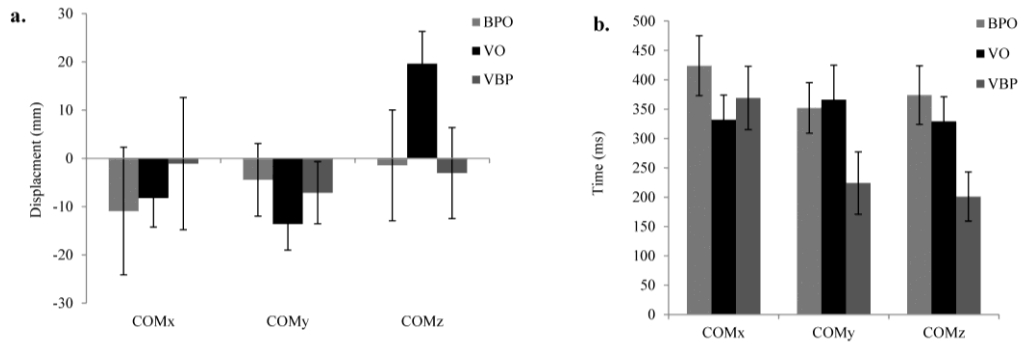 a.
30
20
10
0
-10
-20
-30
Displacment (mm)
COMx COMy COMz
BPO
VO
VBP
b.
500
450
400
350
300
250
200
150
100
50
0
Time (ms)
COMx COMy COMz
BPO
VO
VBP